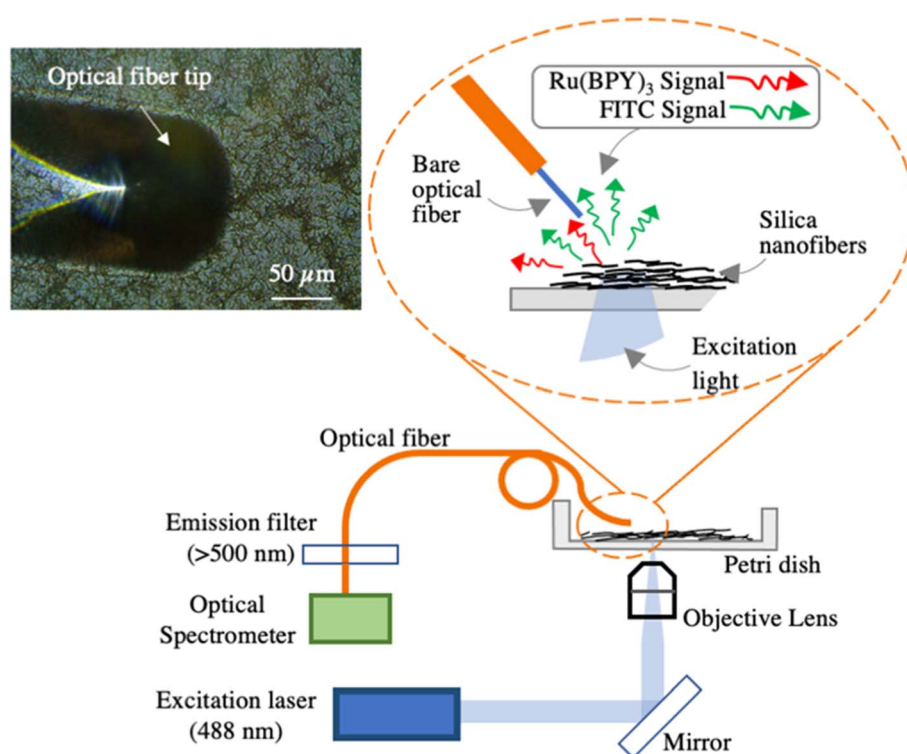 Optical fiber tip
50 μm
Ru(BPY)₃ Signal
FITC Signal
Bare
optical
fiber
Silica
nanofibers
Excitation
light
Optical fiber
Emission filter
(>500 nm)
Petri dish
Optical
Spectrometer
Objective Lens
Excitation laser
(488 nm)
Mirror